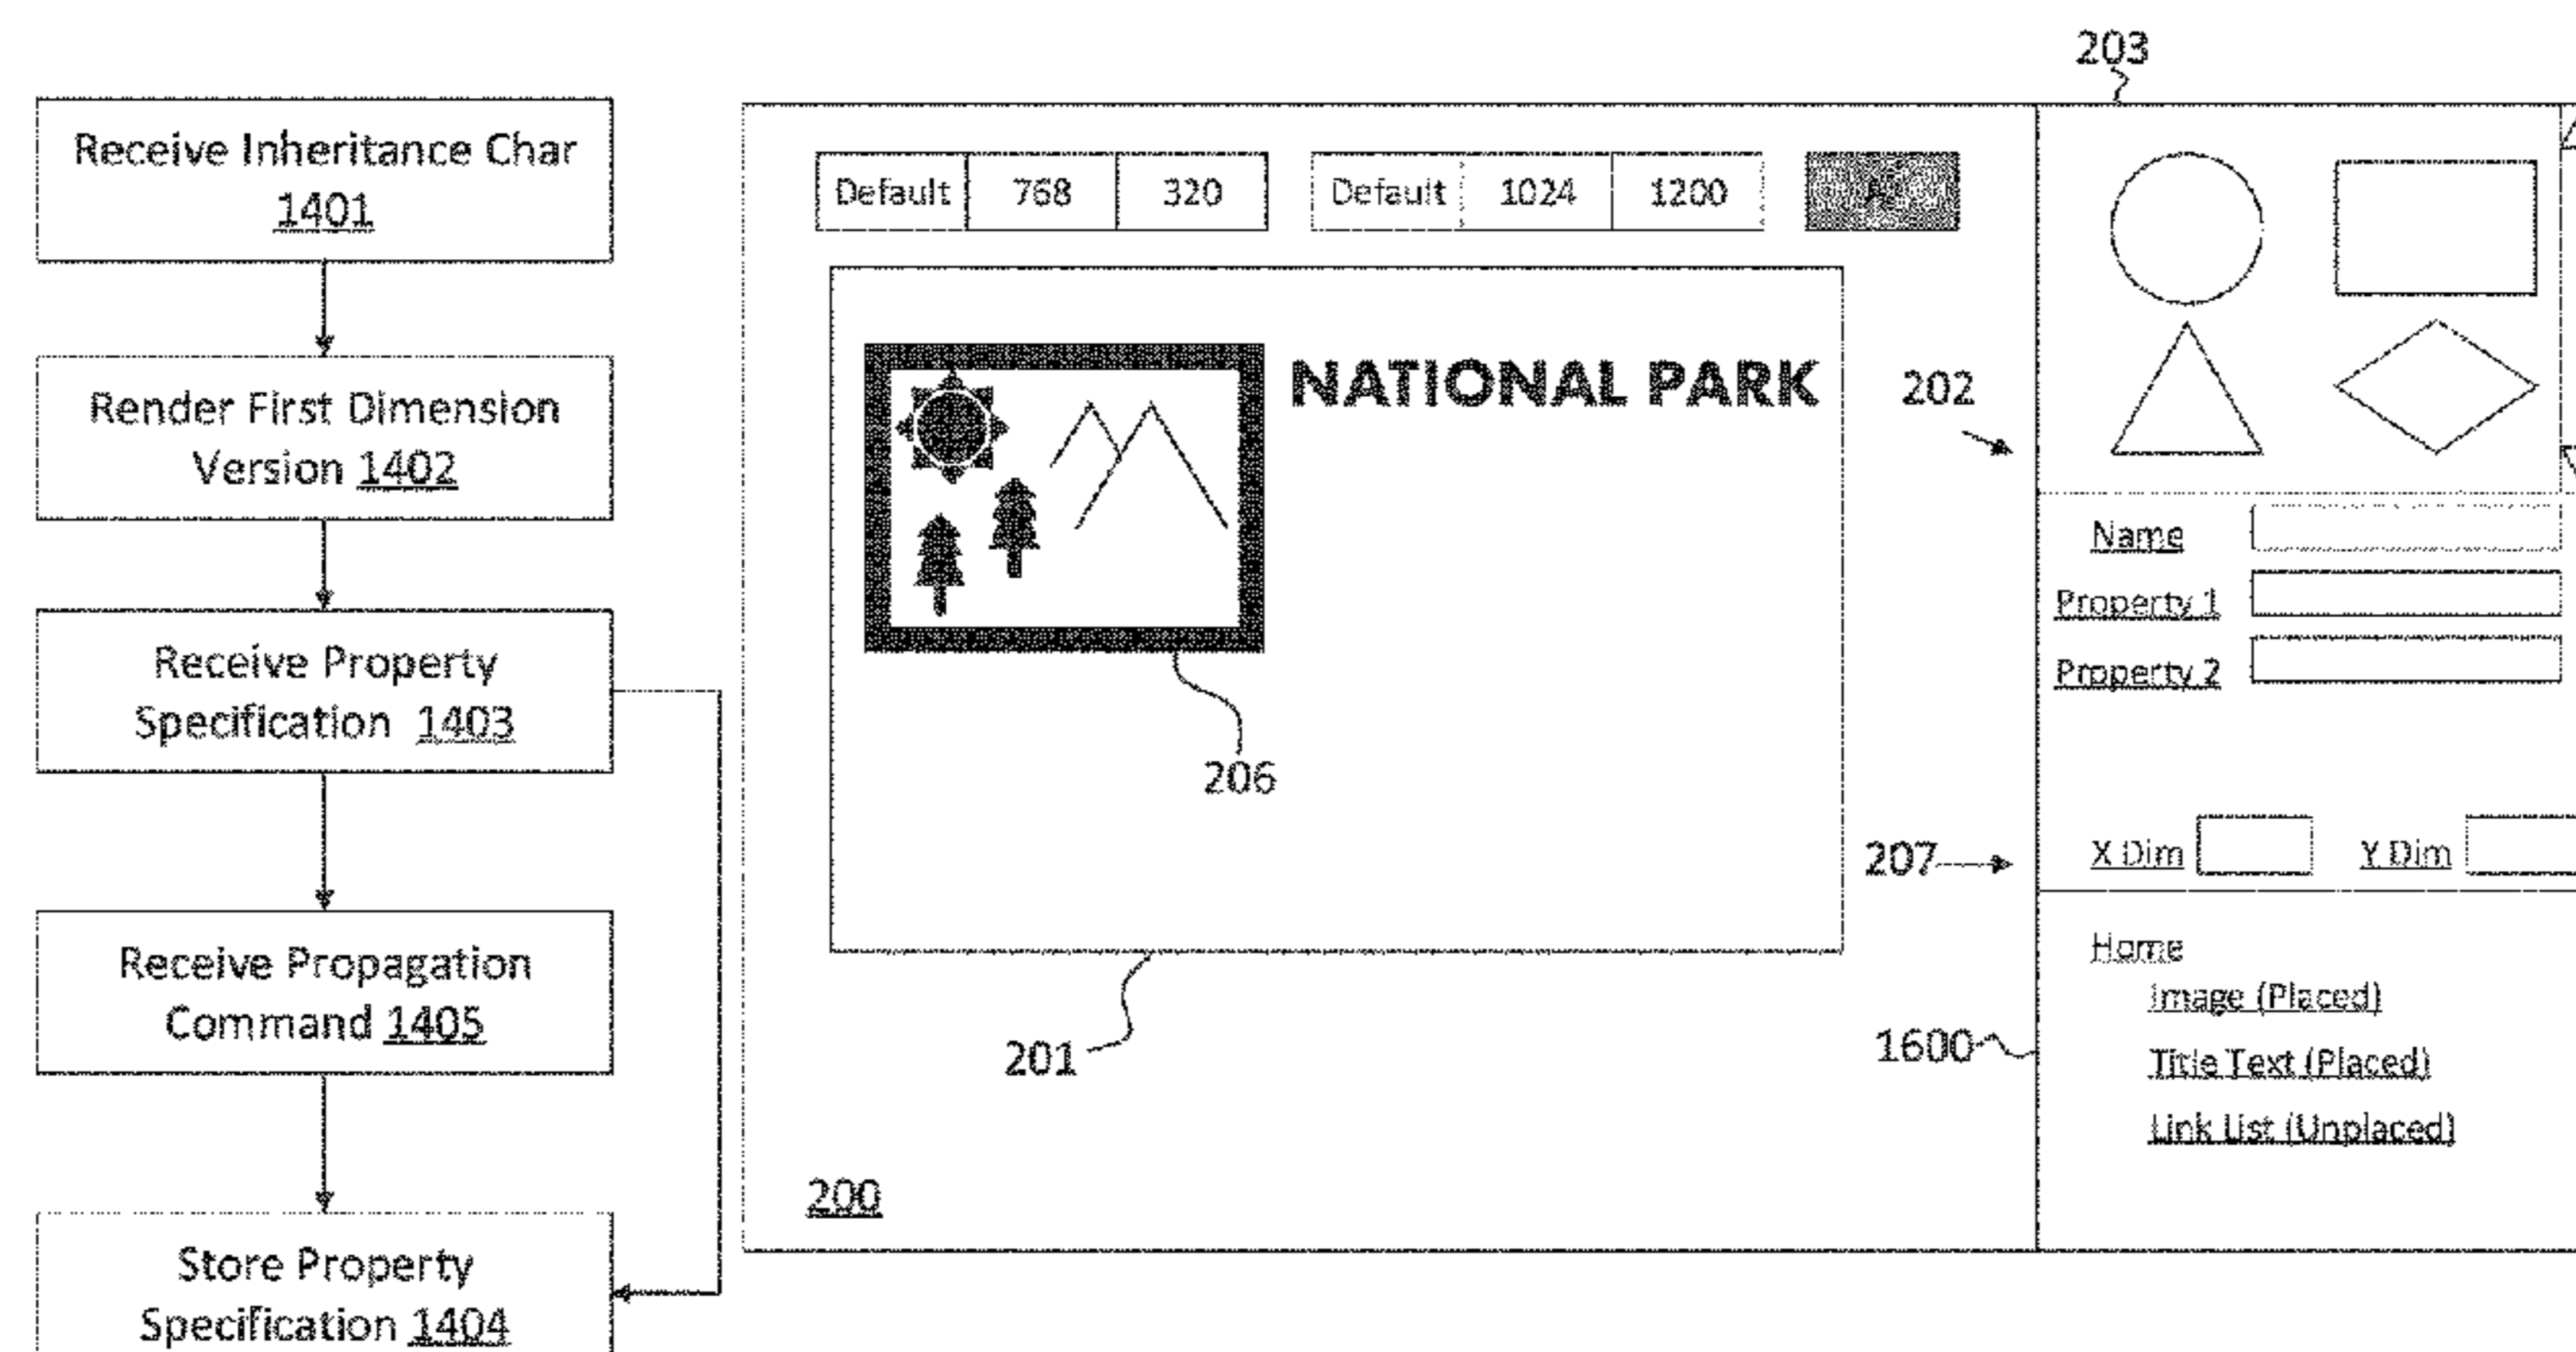 Receive Inheritance Char
1401
Render First Dimension
Version 1402
Receive Property
Specification 1403
Receive Propagation
Command 1405
Store Property
Specification 1404
203
Default 768 320 Default 1024 1200
NATIONAL PARK
202
206
207
201
1600
200
Name
Property 1
Property 2
X Dim Y Dim
Home
Image (Placed)
Title Text (Placed)
Link List (Unplaced)